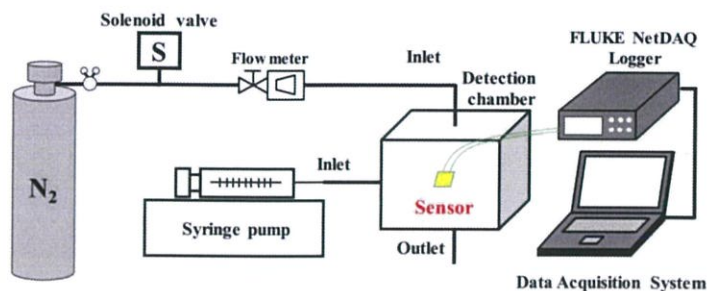 Solenoid valve
S
Flow meter
Inlet
FLUKE NetDAQ
Logger
Detection
chamber
N₂
Inlet
Sensor
Syringe pump
Outlet
Data Acquisition System